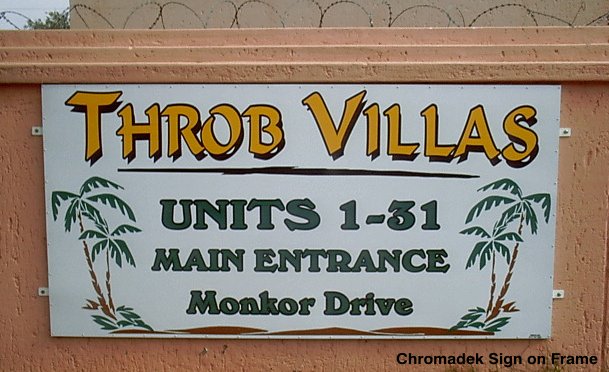 THROB VILLAS
UNITS 1-31
MAIN ENTRANCE
Monkor Drive
Chromadek Sign on Frame